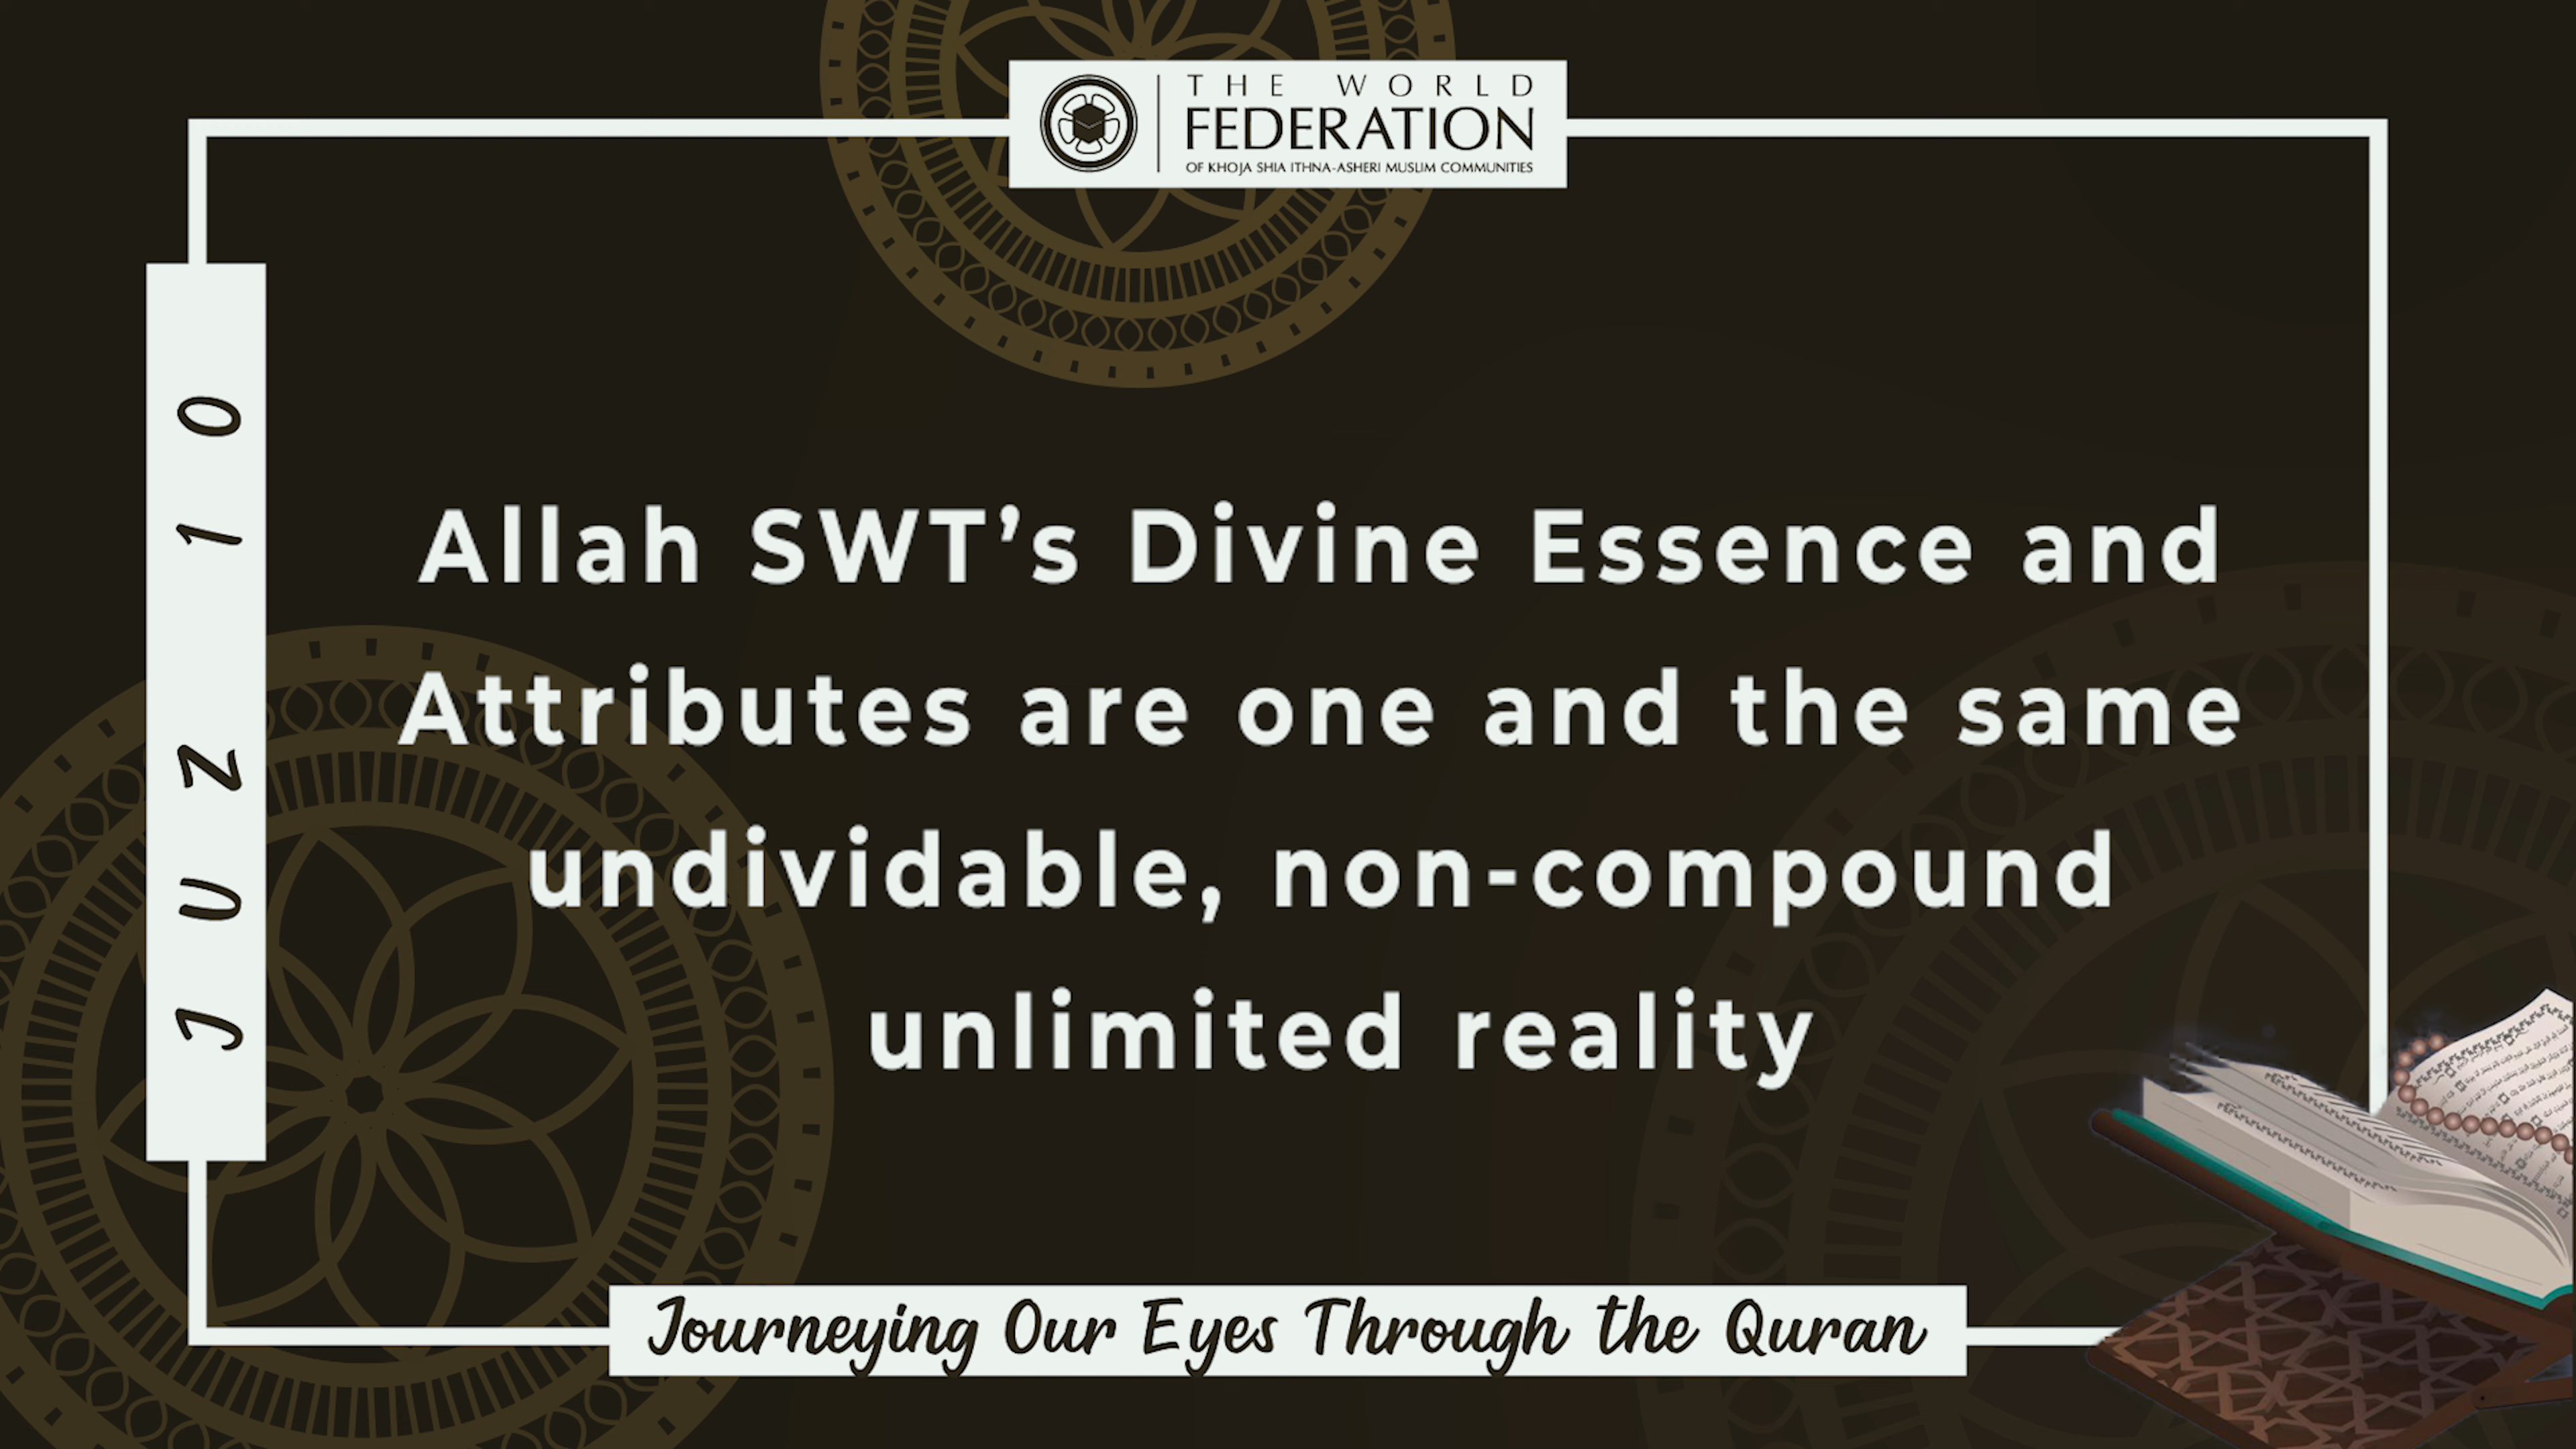 THE WORLD
FEDERATION
OF KHOJA SHIA ITHNA-ASHERI MUSLIM COMMUNITIES
JUZ 10
Allah SWT’s Divine Essence and
Attributes are one and the same
undividable, non-compound
unlimited reality
Journeying Our Eyes Through the Quran